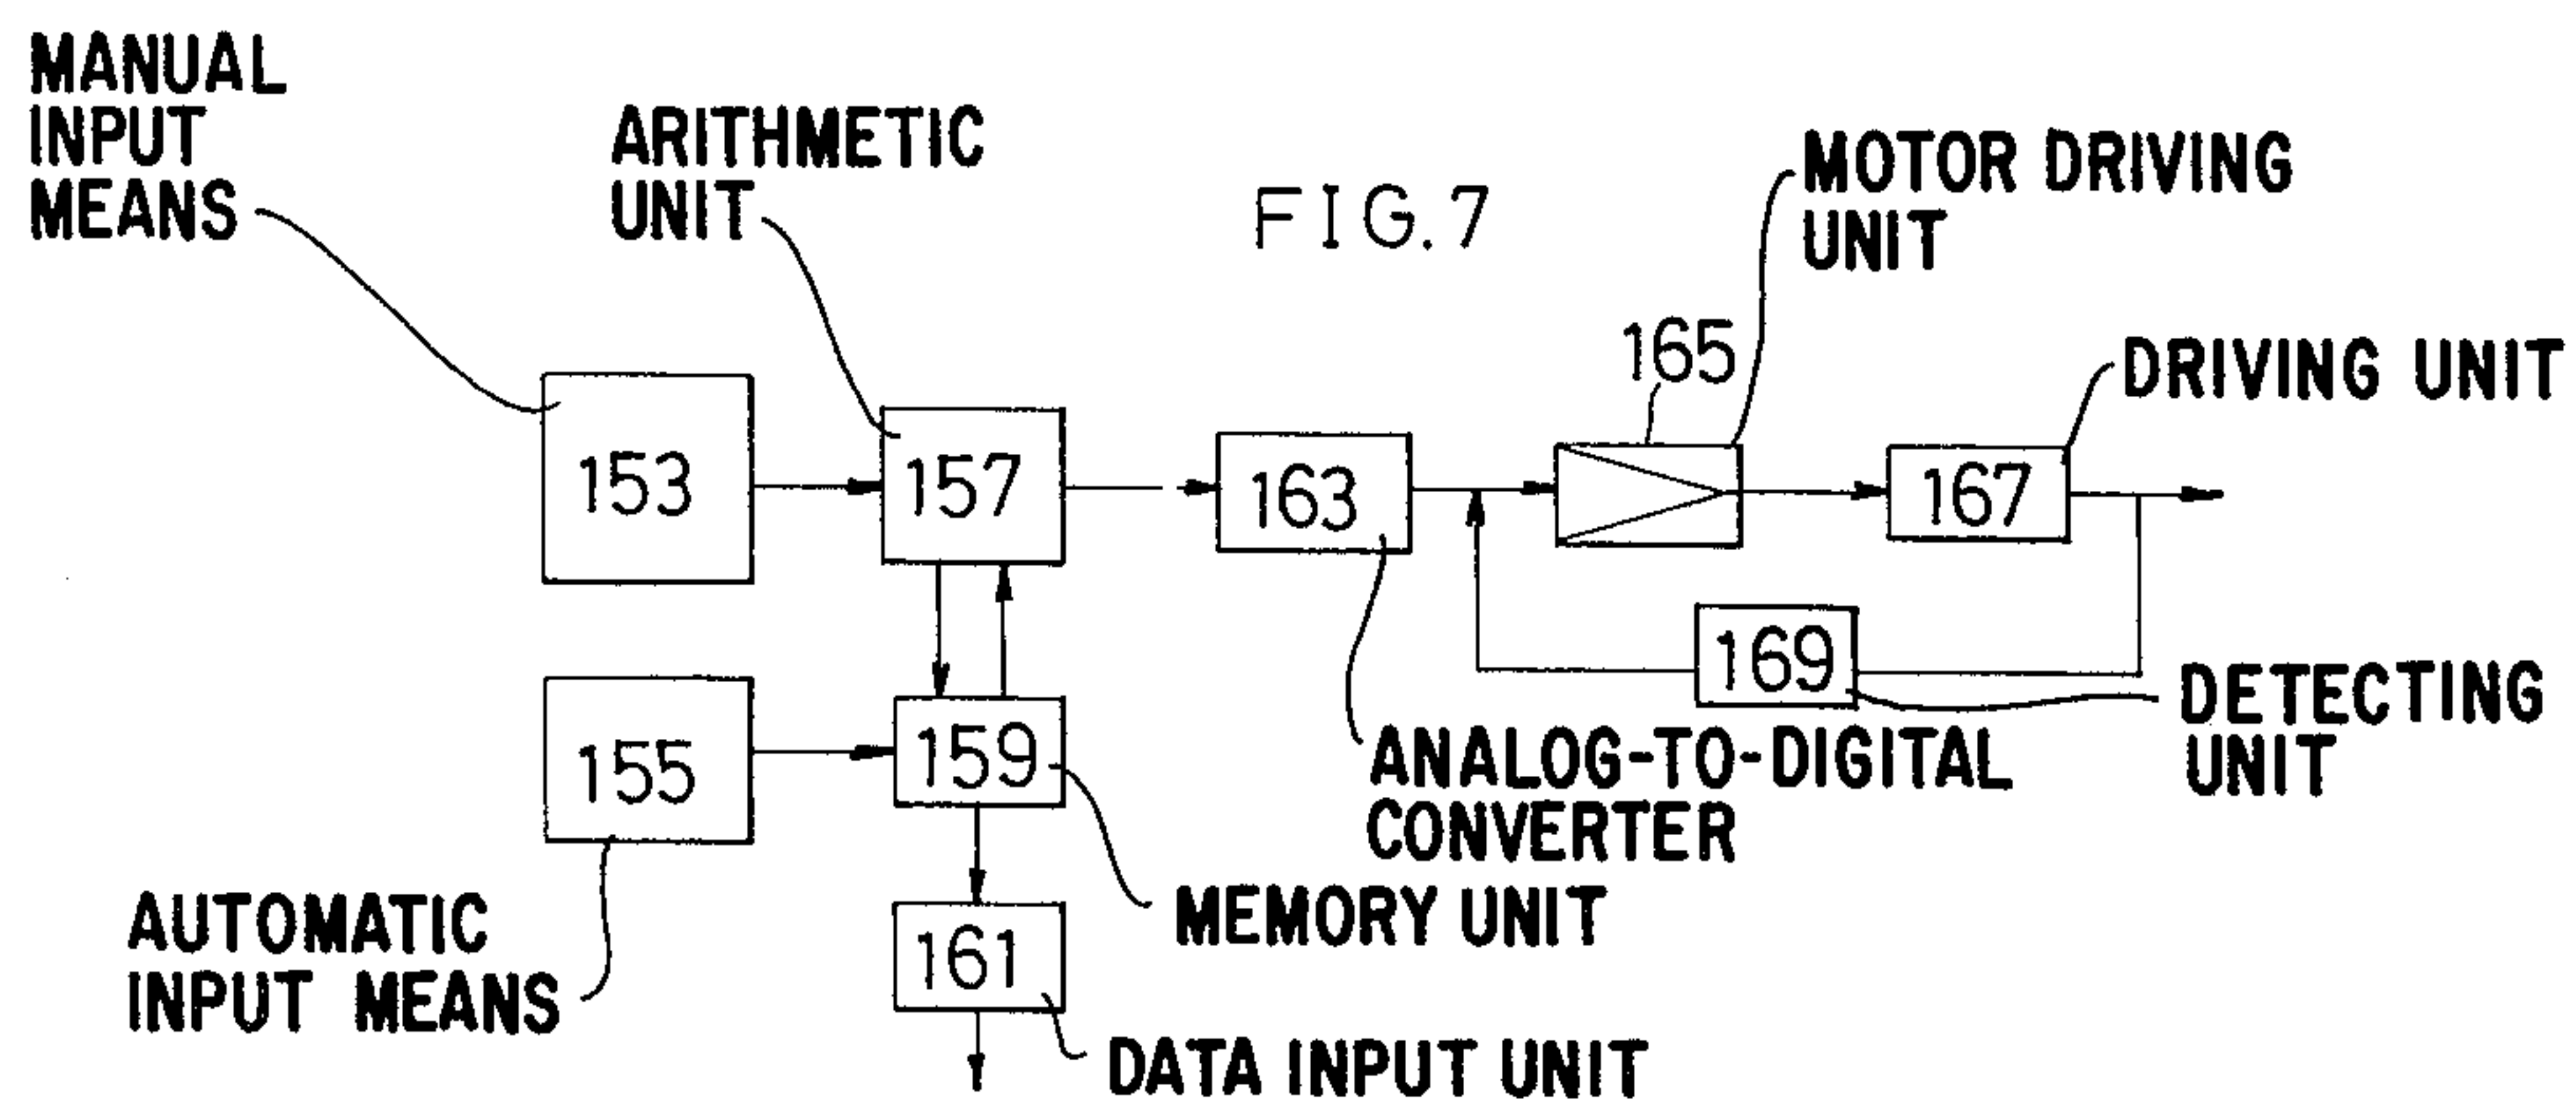 MANUAL
INPUT
MEANS
ARITHMETIC
UNIT
FIG. 7
MOTOR DRIVING
UNIT
165
DRIVING UNIT
153
157
163
167
169
DETECTING
UNIT
155
159
ANALOG-TO-DIGITAL
CONVERTER
AUTOMATIC
INPUT MEANS
MEMORY UNIT
161
DATA INPUT UNIT